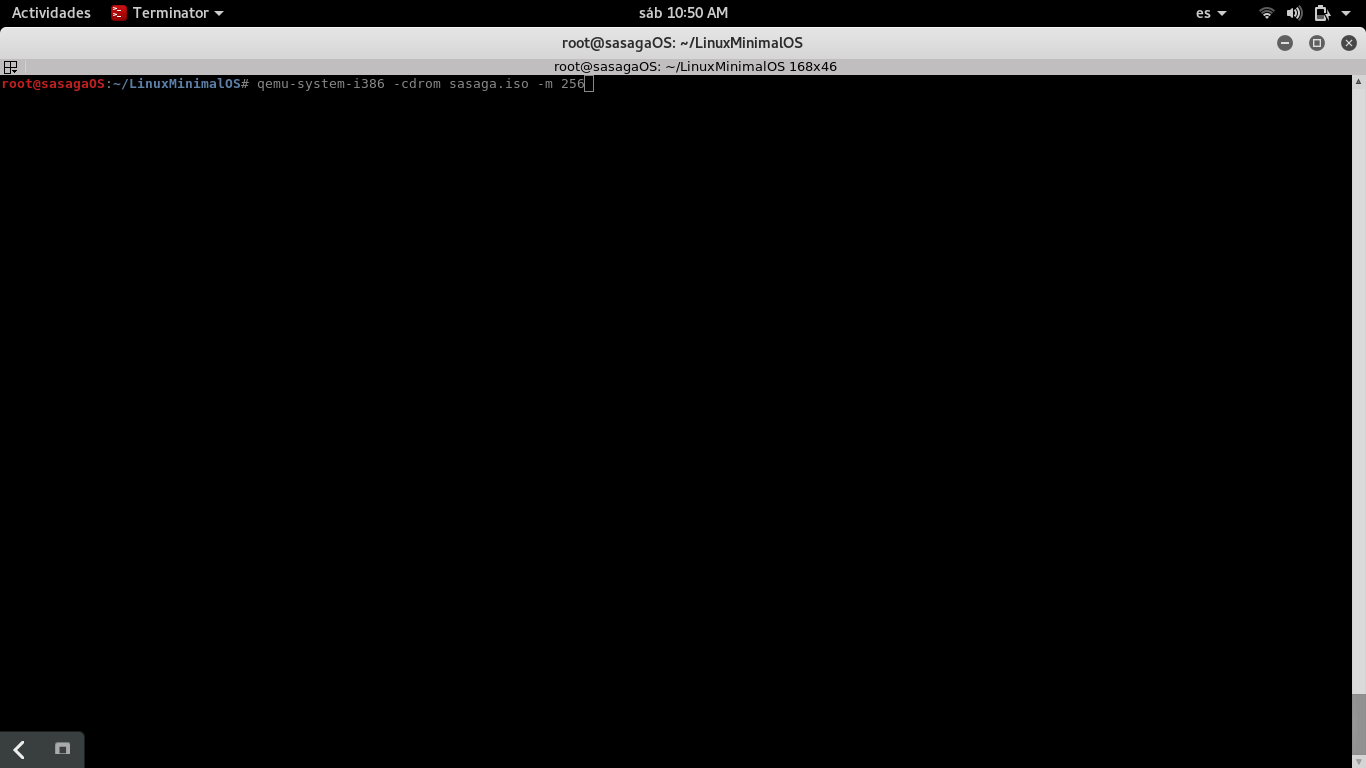 Actividades Terminator sáb 10:50 AM es
root@sasagaOS: ~/LinuxMinimalOS
root@sasagaOS: ~/LinuxMinimalOS 168x46
root@sasagaOS:~/LinuxMinimalOS# qemu-system-i386 -cdrom sasaga.iso -m 256